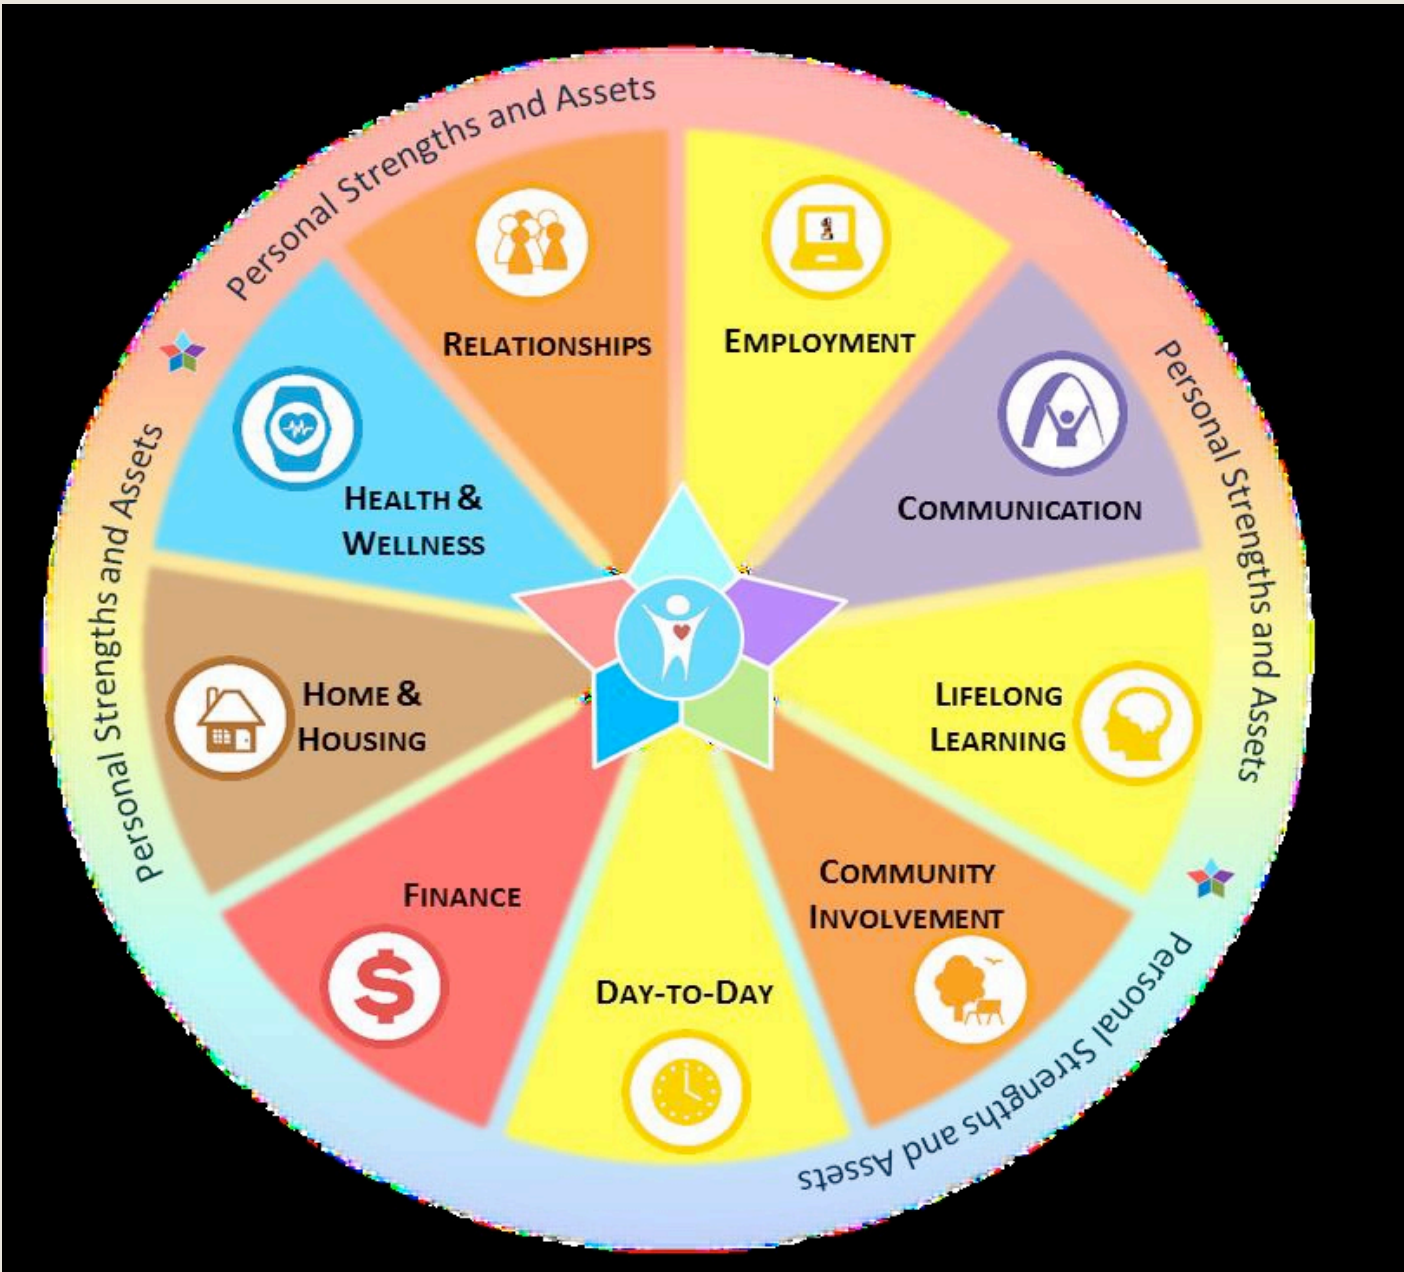 Personal Strengths and Assets
Personal Strengths and Assets
Personal Strengths and Assets
Personal Strengths and Assets
RELATIONSHIPS
EMPLOYMENT
COMMUNICATION
LIFELONG
LEARNING
COMMUNITY
INVOLVEMENT
DAY-TO-DAY
FINANCE
HOME &
HOUSING
HEALTH &
WELLNESS
$